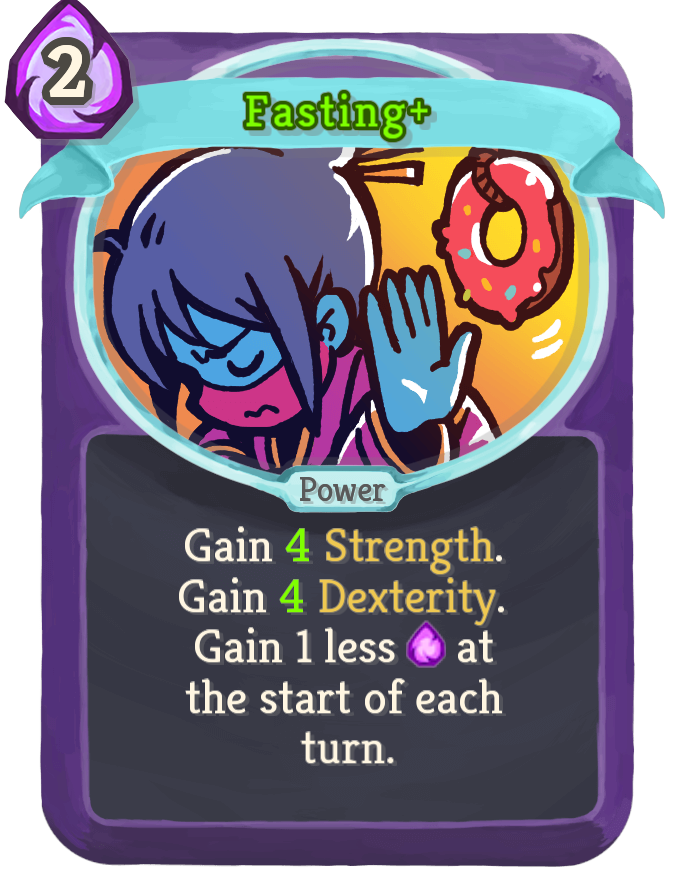 2
Fasting+
Power
Gain 4 Strength.
Gain 4 Dexterity.
Gain 1 less at
the start of each
turn.